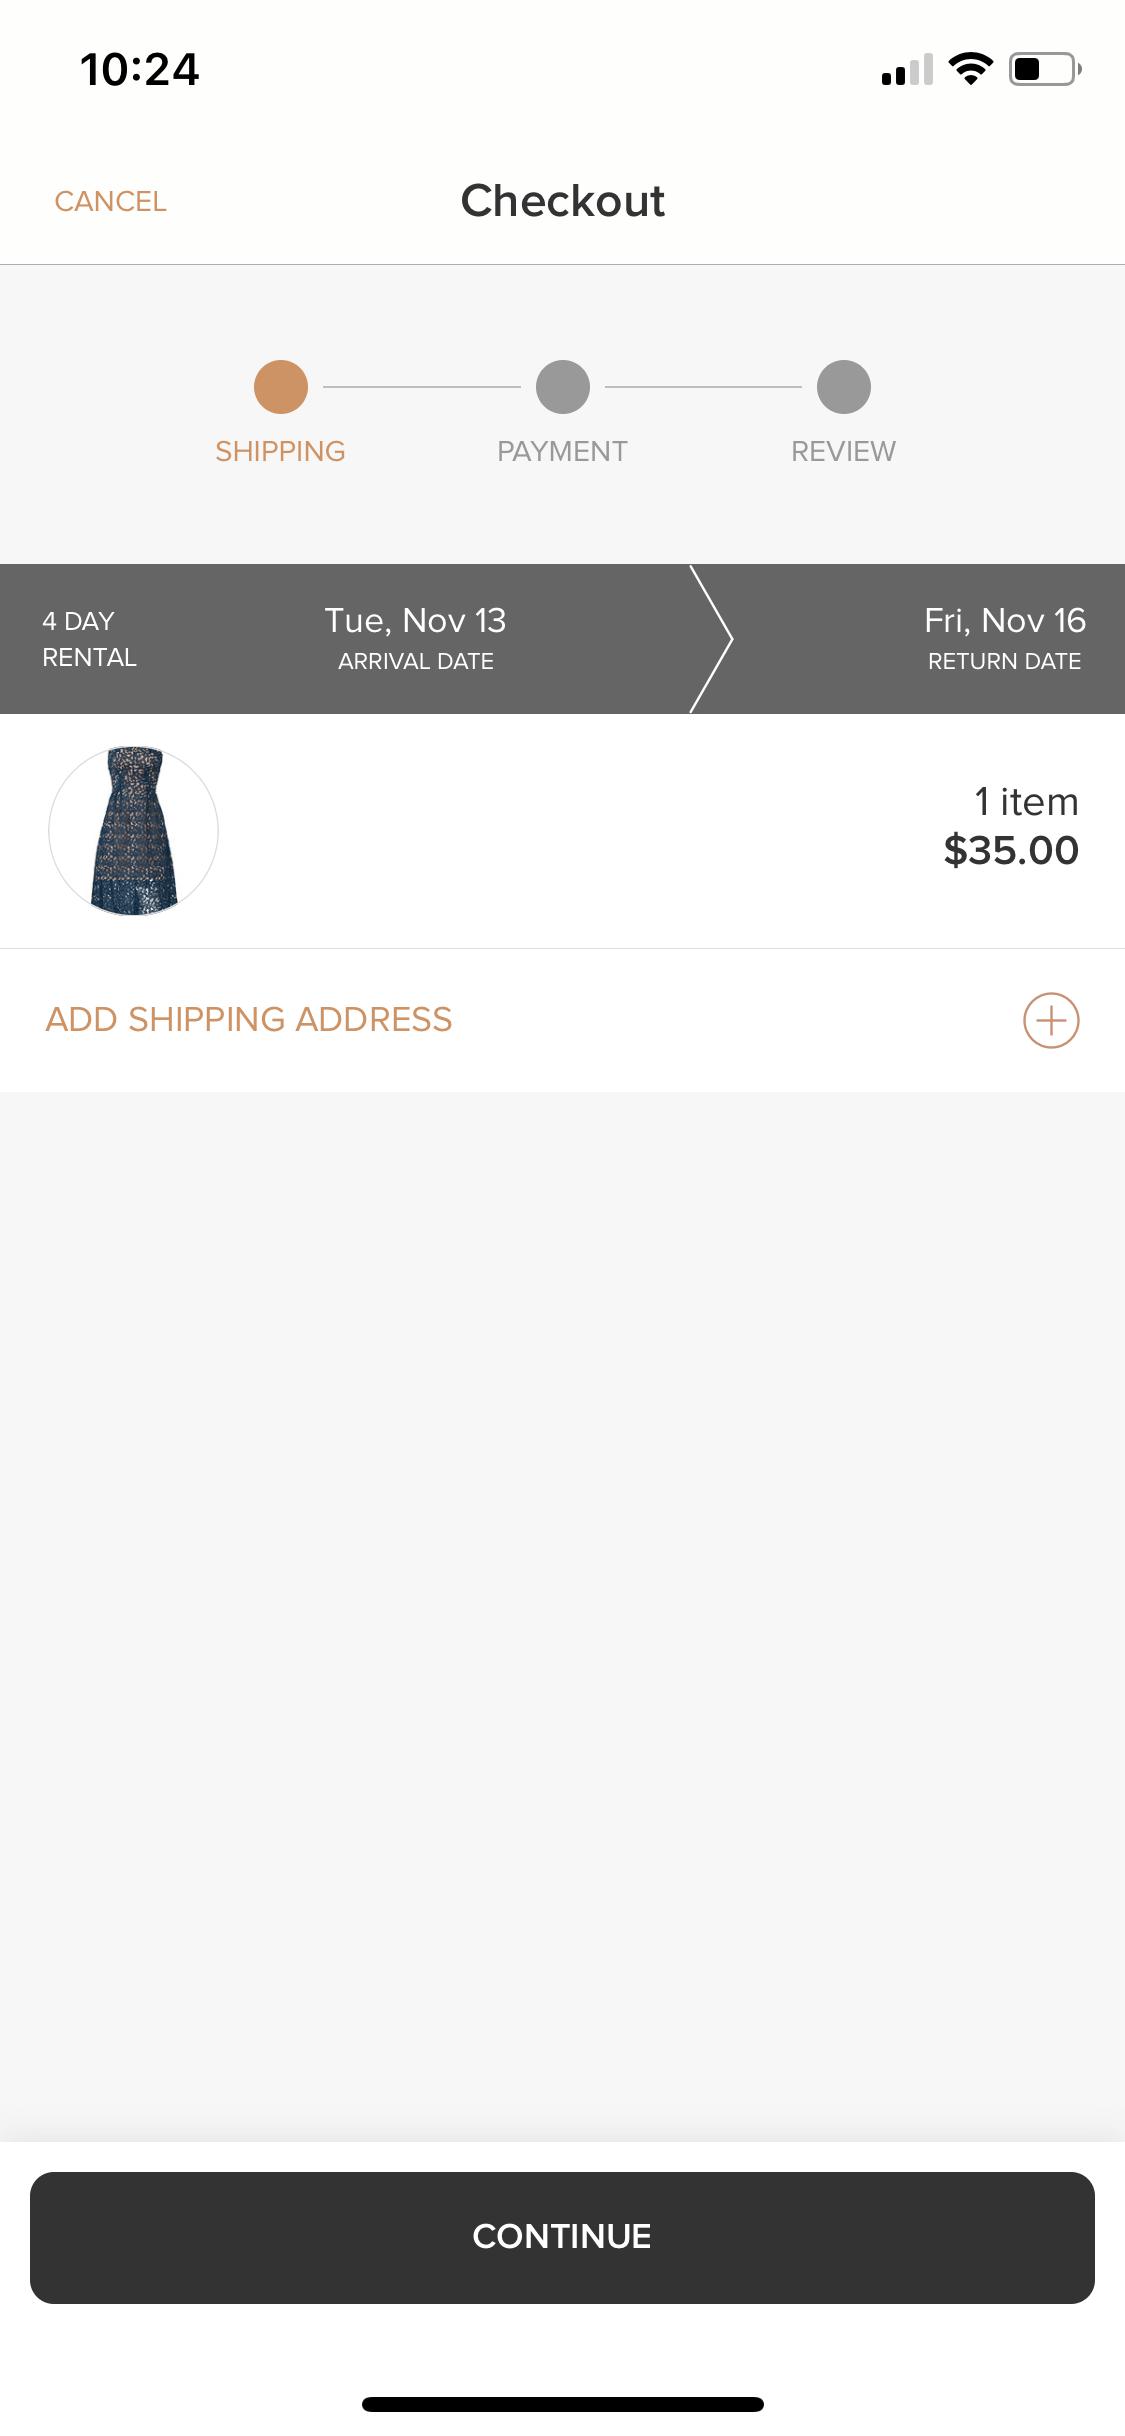 10:24
CANCEL
Checkout
SHIPPING
PAYMENT
REVIEW
4 DAY
RENTAL
Tue, Nov 13
ARRIVAL DATE
Fri, Nov 16
RETURN DATE
1 item
$35.00
ADD SHIPPING ADDRESS
CONTINUE